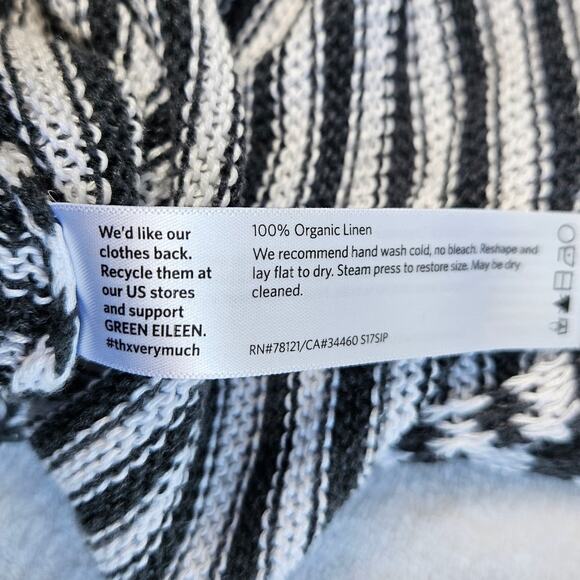 We'd like our
clothes back.
Recycle them at
our US stores
and support
GREEN EILEEN.
#thxverymuch
100% Organic Linen
We recommend hand wash cold, no bleach. Reshape and
lay flat to dry. Steam press to restore size. May be dry
cleaned.
RN#78121/CA#34460 S17SIP